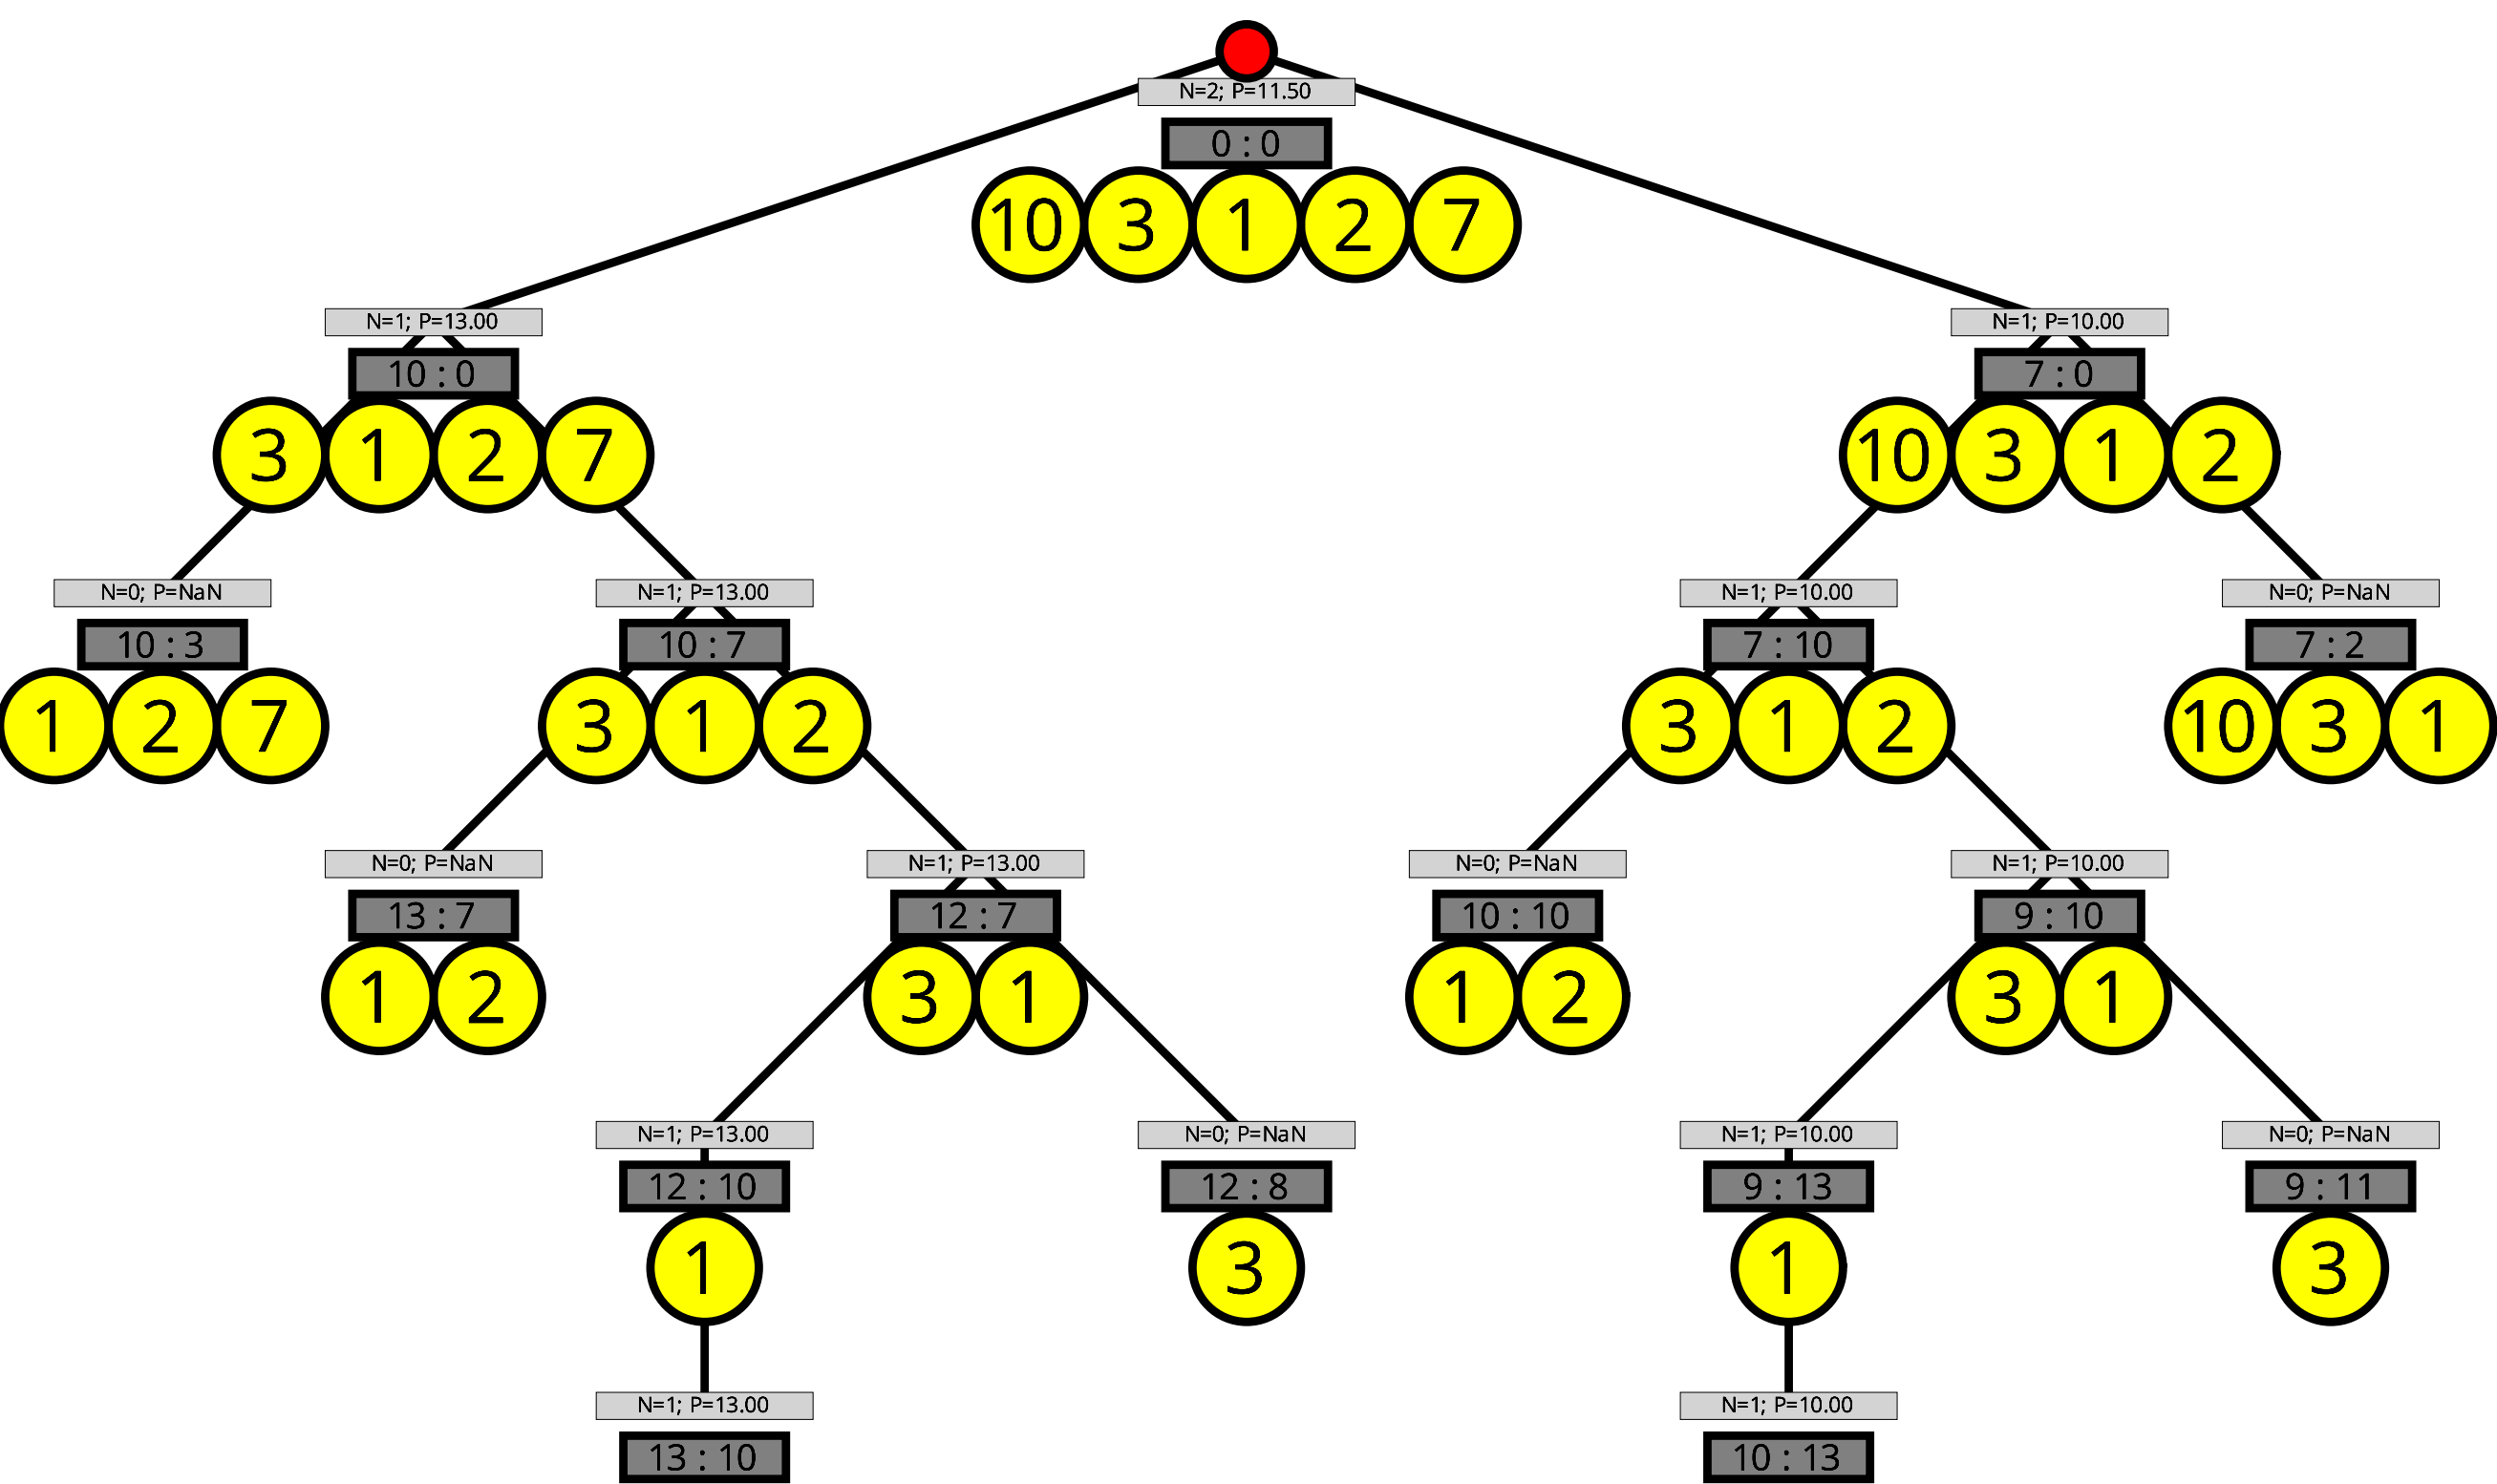 N=2; P=11.50
0 : 0
10 3 1 2 7
N=1; P=13.00
N=1; P=10.00
10 : 0
7 : 0
3 1 2 7
10 3 1 2
N=0; P=NaN
N=1; P=13.00
N=1; P=10.00
N=0; P=NaN
10 : 3
10 : 7
7 : 10
7 : 2
1 2 7
3 1 2
3 1 2
10 3 1
N=0; P=NaN
N=1; P=13.00
N=0; P=NaN
N=1; P=10.00
13 : 7
12 : 7
10 : 10
9 : 10
1 2
3 1
1 2
3 1
N=1; P=13.00
N=0; P=NaN
N=1; P=10.00
N=0; P=NaN
12 : 10
12 : 8
9 : 13
9 : 11
1
3
1
3
N=1; P=13.00
N=1; P=10.00
13 : 10
10 : 13